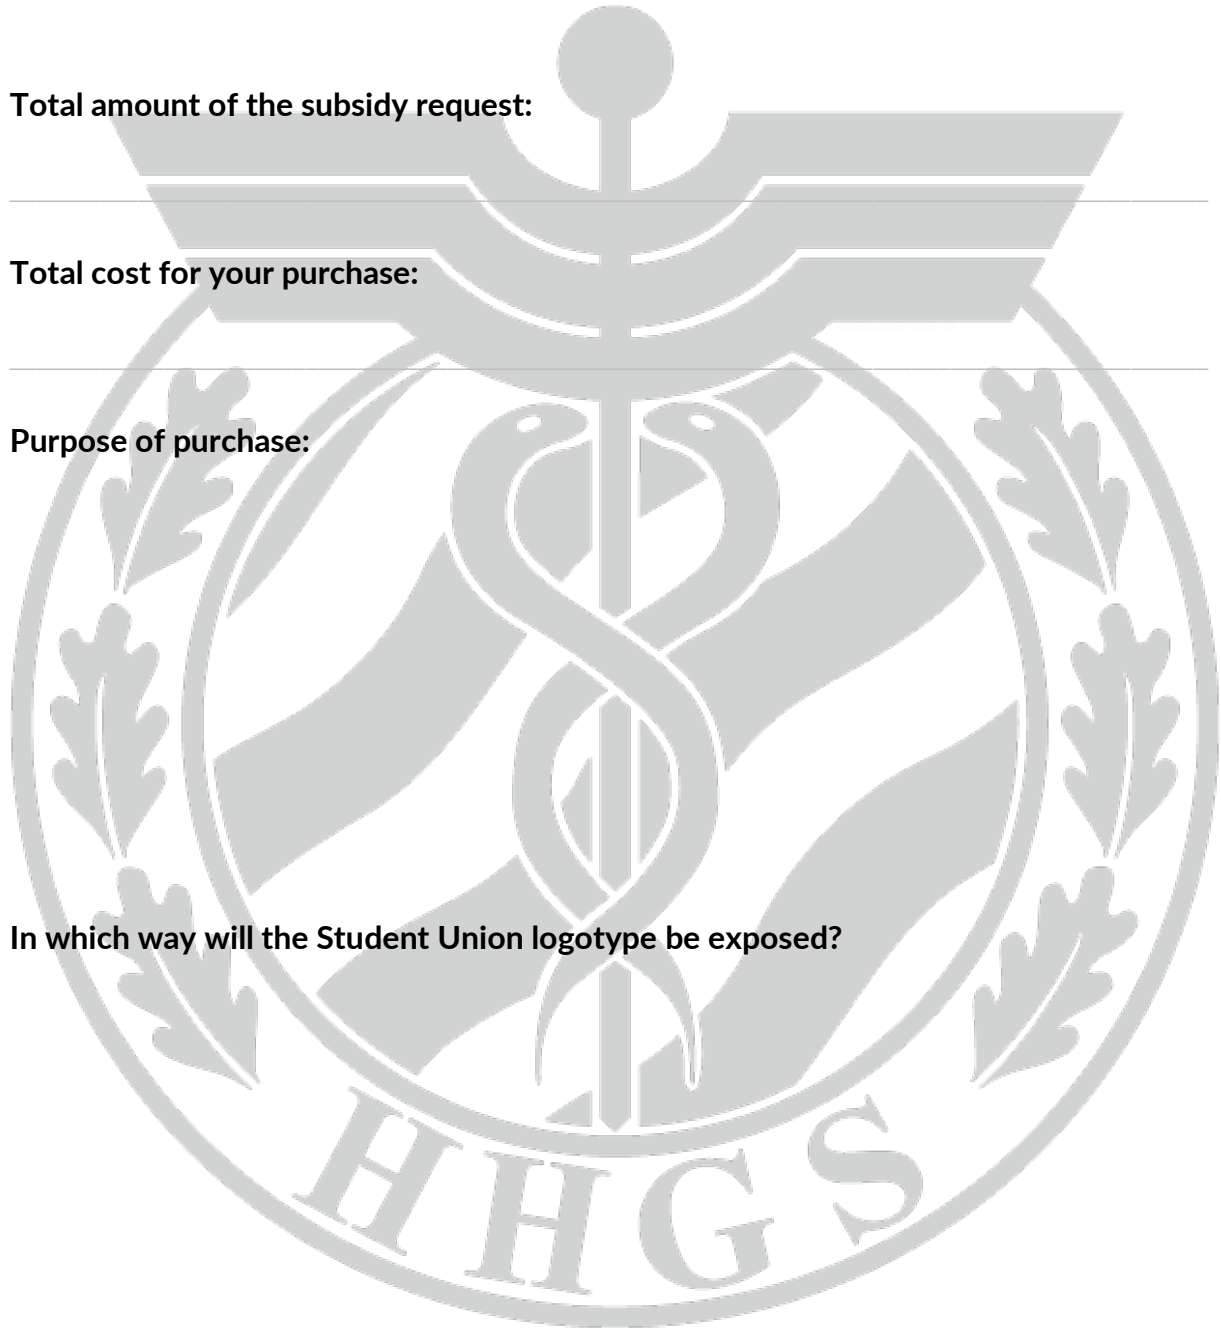 Total amount of the subsidy request:
Total cost for your purchase:
Purpose of purchase:
In which way will the Student Union logotype be exposed?
HHGS